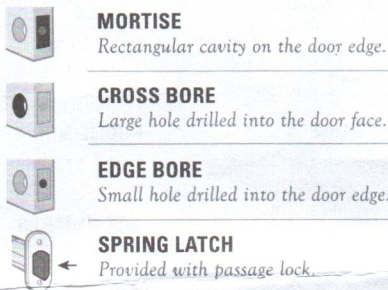 MORTISE
Rectangular cavity on the door edge.
CROSS BORE
Large hole drilled into the door face.
EDGE BORE
Small hole drilled into the door edge.
SPRING LATCH
Provided with passage lock.